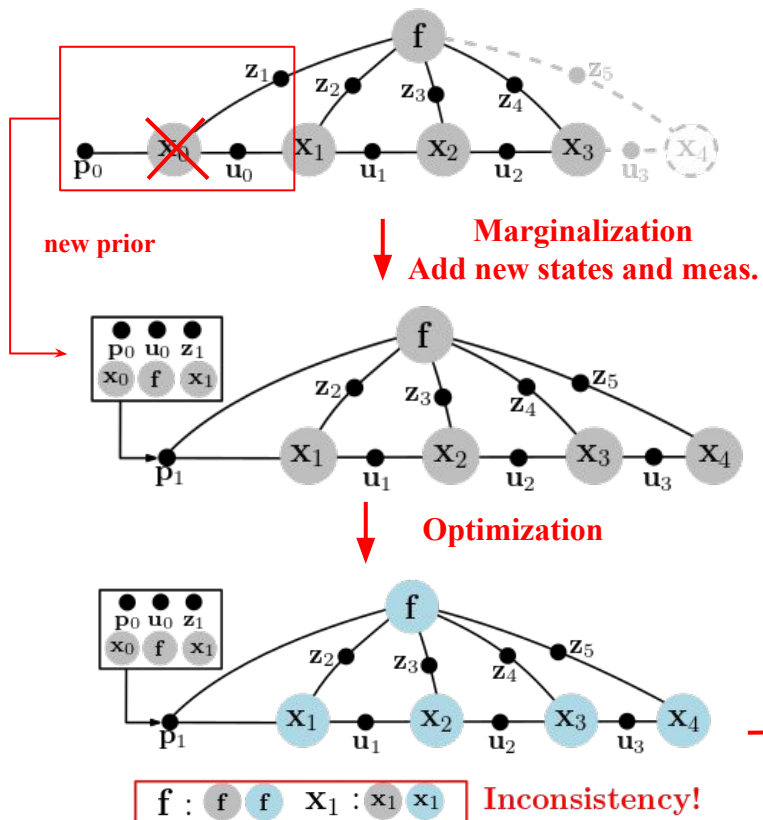 f
z₁ z₂ z₃ z₄ z₅
x₀ x₁ x₂ x₃ x₄
p₀ u₀ u₁ u₂ u₃
new prior
Marginalization
Add new states and meas.
p₀ u₀ z₁
x₀ f x₁
f
z₂ z₃ z₄ z₅
x₁ x₂ x₃ x₄
p₁ u₁ u₂ u₃
Optimization
p₀ u₀ z₁
x₀ f x₁
f
z₂ z₃ z₄ z₅
x₁ x₂ x₃ x₄
p₁ u₁ u₂ u₃
f : f f x₁ : x₁ x₁ Inconsistency!